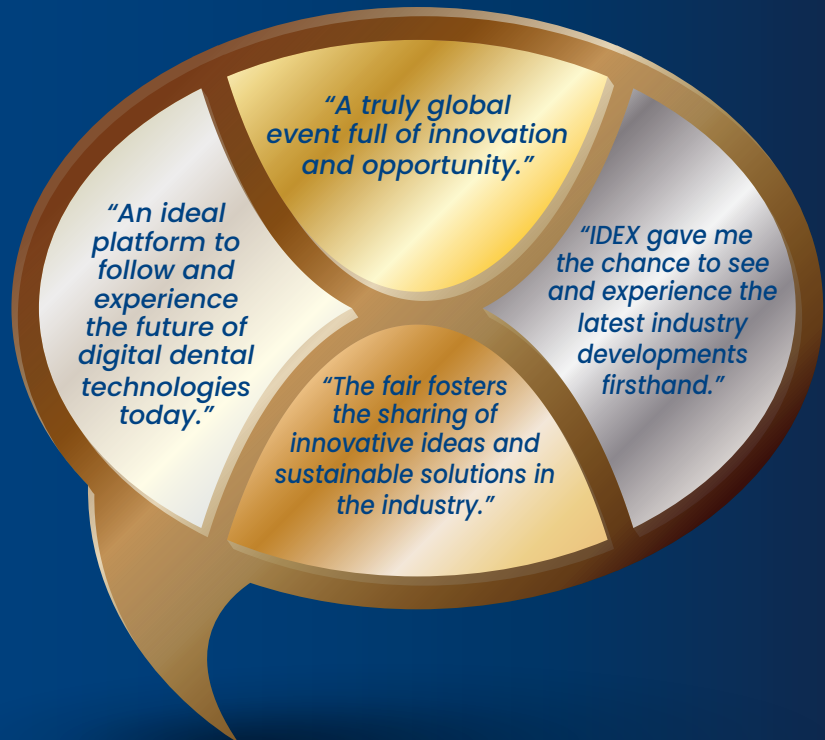 “A truly global
event full of innovation
and opportunity.”
“An ideal
platform to
follow and
experience
the future of
digital dental
technologies
today.”
“IDEX gave me
the chance to see
and experience the
latest industry
developments
firsthand.”
“The fair fosters
the sharing of
innovative ideas and
sustainable solutions in
the industry.”